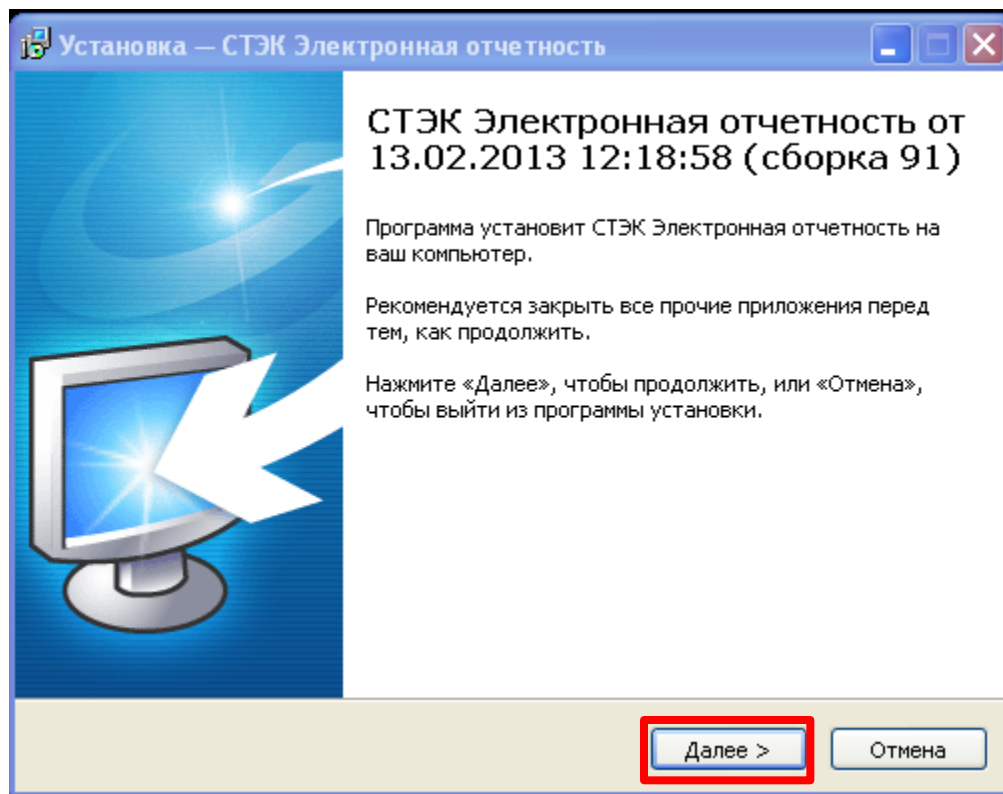 Установка — СТЭК Электронная отчетность
СТЭК Электронная отчетность от
13.02.2013 12:18:58 (сборка 91)
Программа установит СТЭК Электронная отчетность на
ваш компьютер.
Рекомендуется закрыть все прочие приложения перед
тем, как продолжить.
Нажмите «Далее», чтобы продолжить, или «Отмена»,
чтобы выйти из программы установки.
Далее >
Отмена